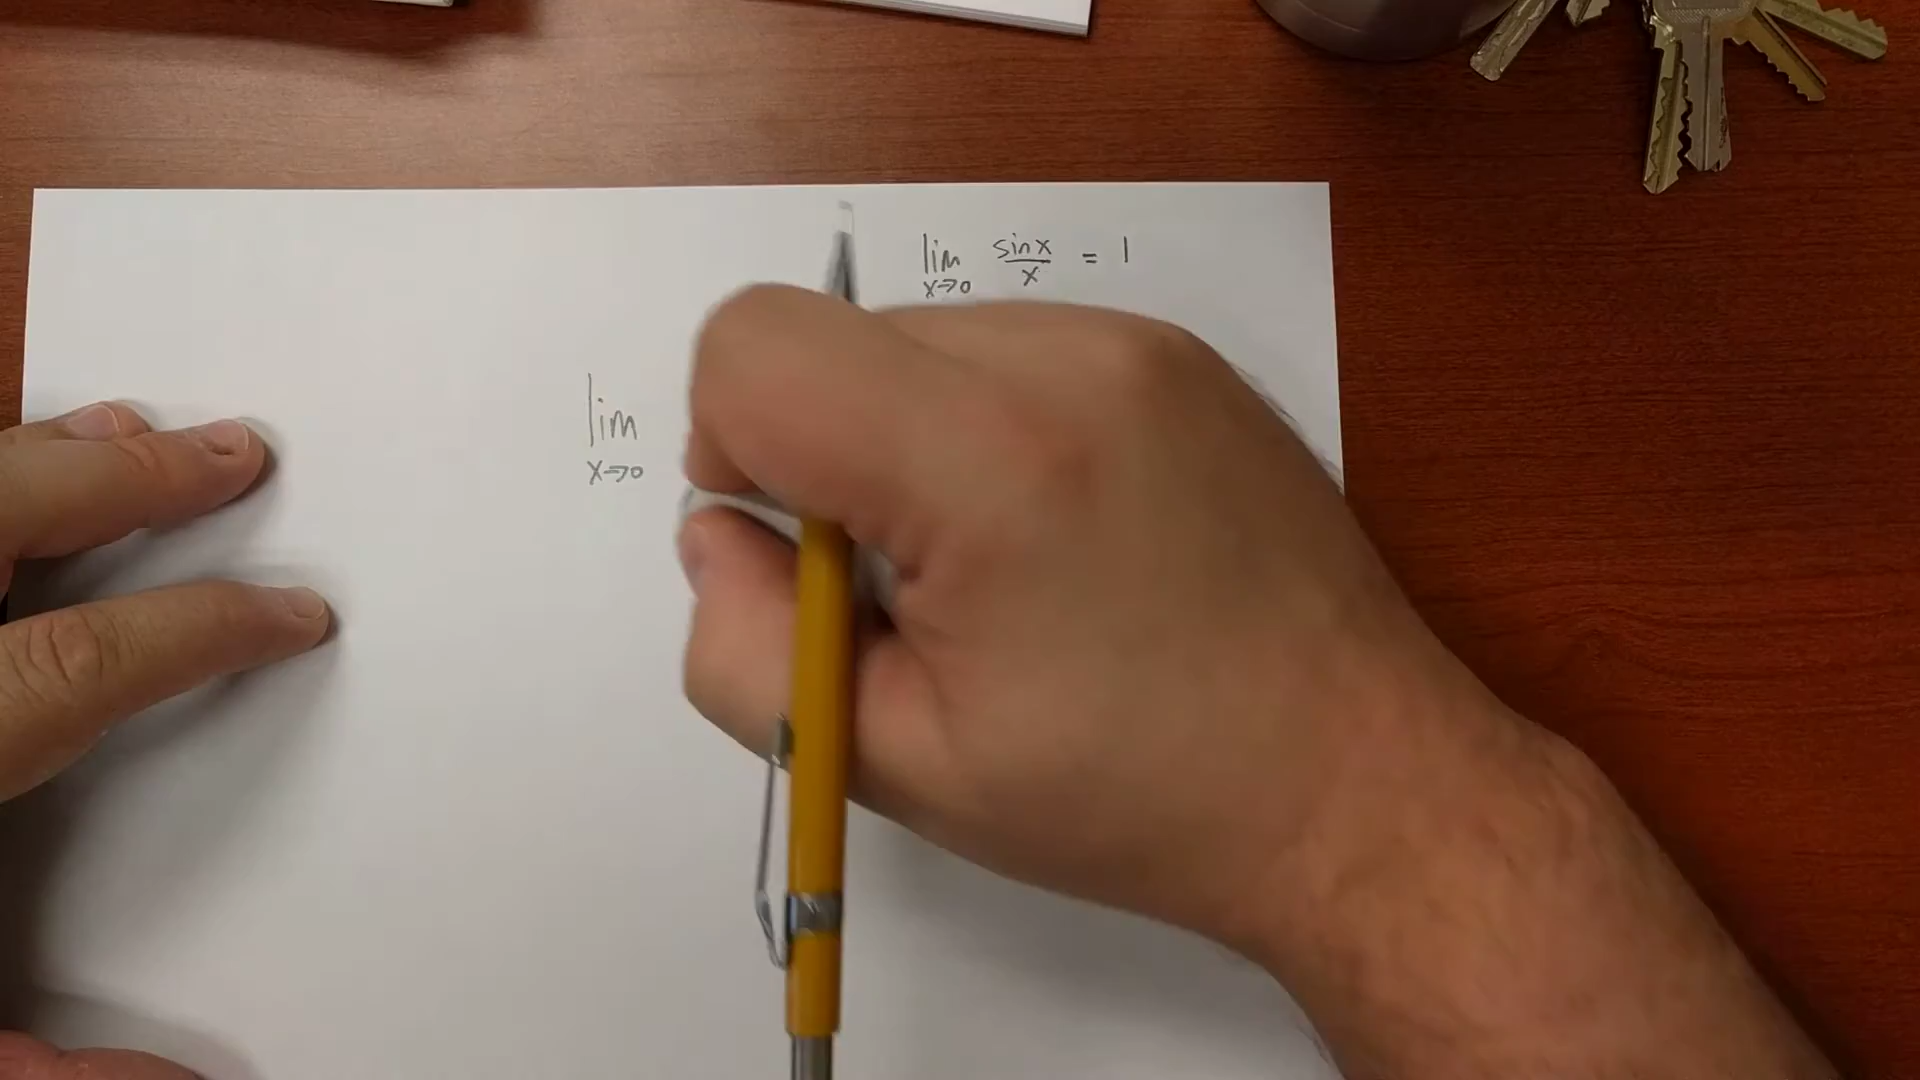 lim sin x / x = 1
x→0
lim
x→0